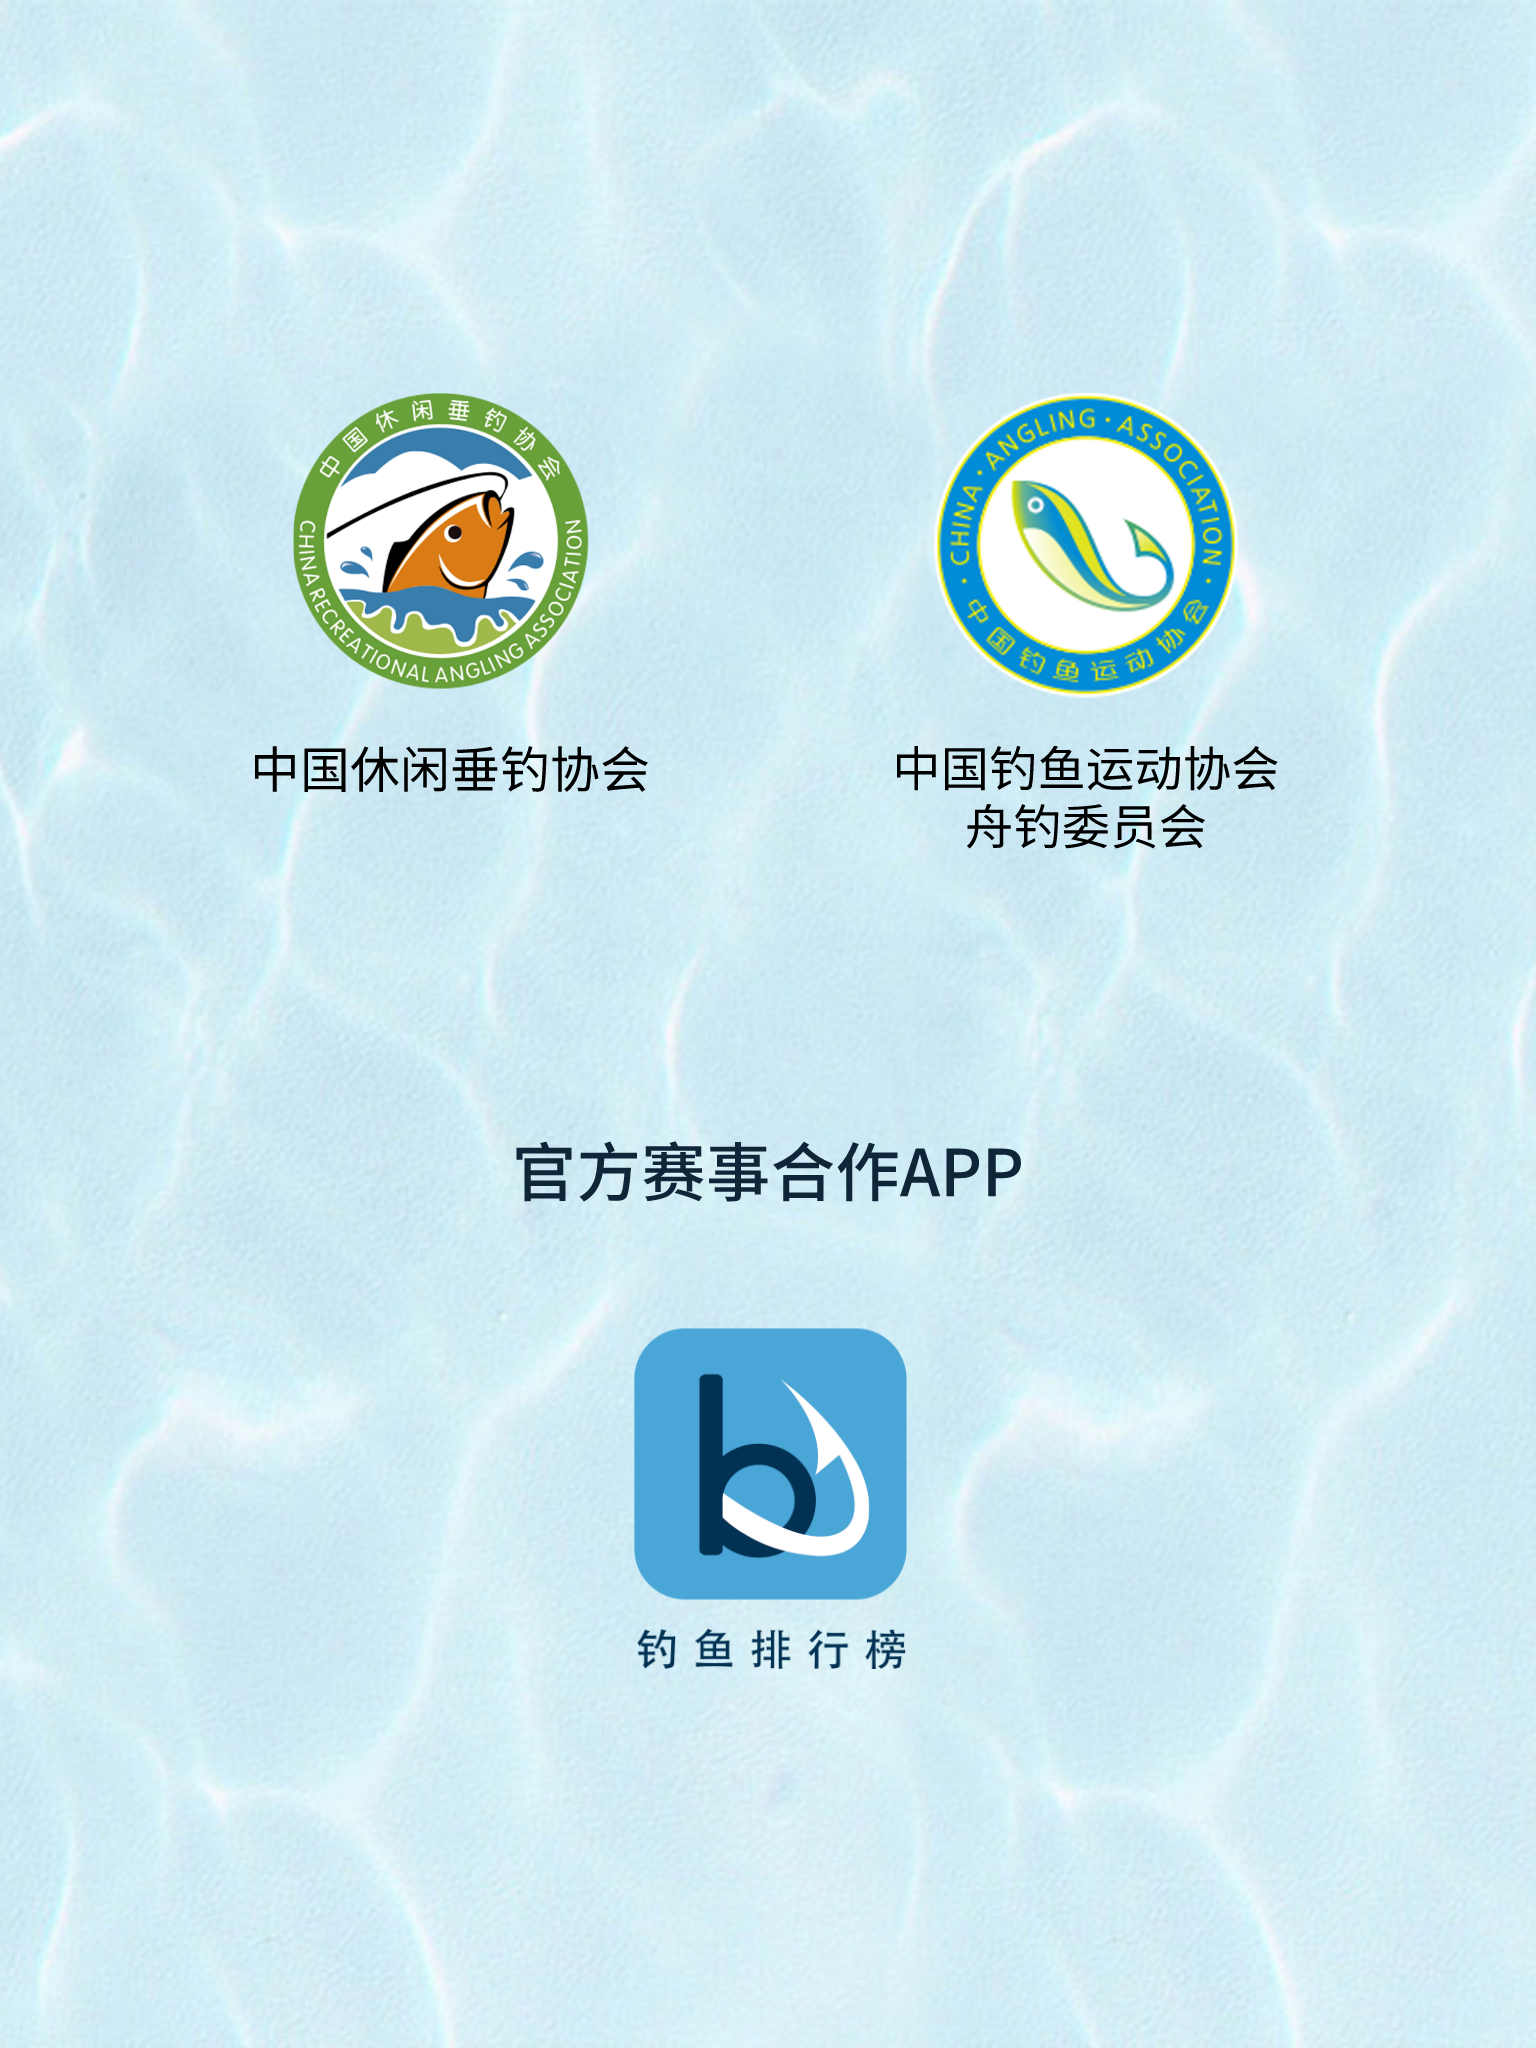 中国休闲垂钓协会
CHINA RECREATIONAL ANGLING ASSOCIATION
· CHINA · ANGLING · ASSOCIATION ·
中国钓鱼运动协会
中国休闲垂钓协会
中国钓鱼运动协会
舟钓委员会
官方赛事合作APP
b
钓鱼排行榜